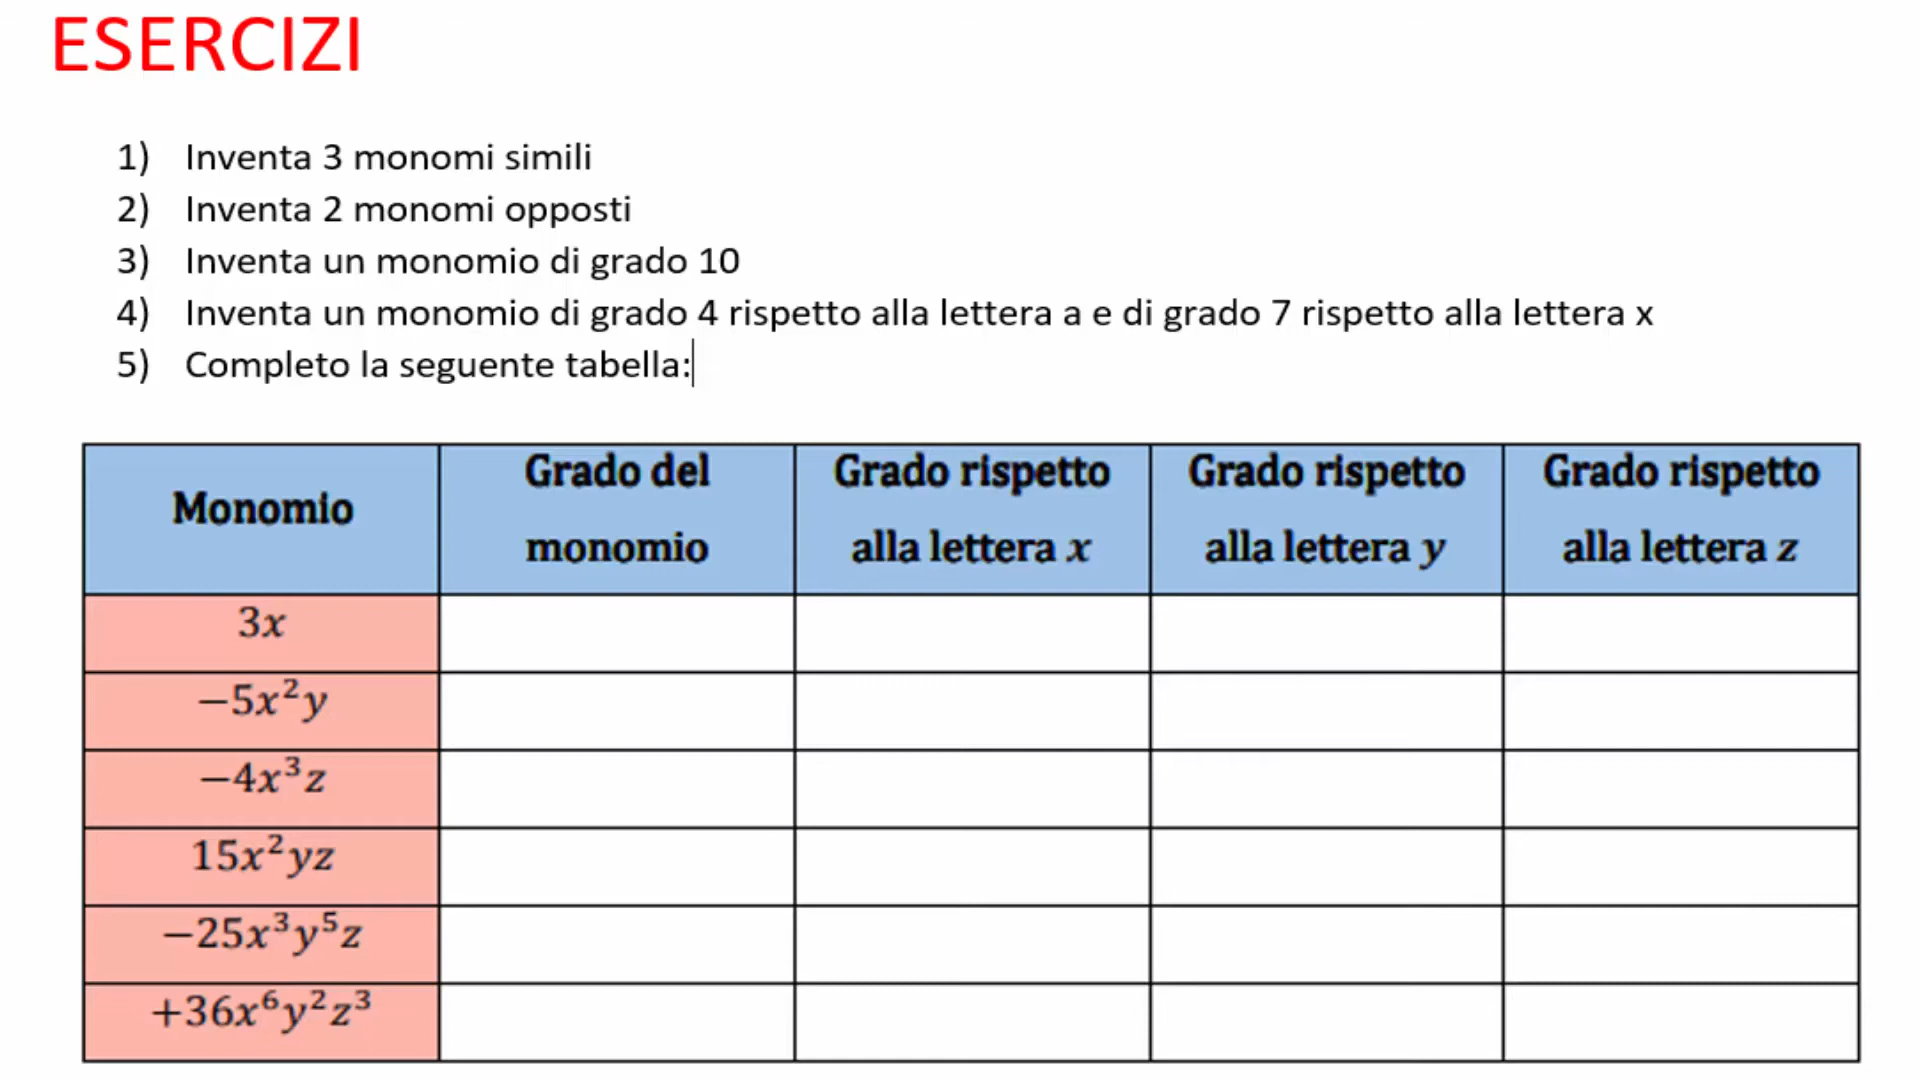 ESERCIZI
1) Inventa 3 monomi simili
2) Inventa 2 monomi opposti
3) Inventa un monomio di grado 10
4) Inventa un monomio di grado 4 rispetto alla lettera a e di grado 7 rispetto alla lettera x
5) Completo la seguente tabella:
Monomio
Grado del
monomio
Grado rispetto
alla lettera x
Grado rispetto
alla lettera y
Grado rispetto
alla lettera z
3x
−5x²y
−4x³z
15x²yz
−25x³y⁵z
+36x⁶y²z³